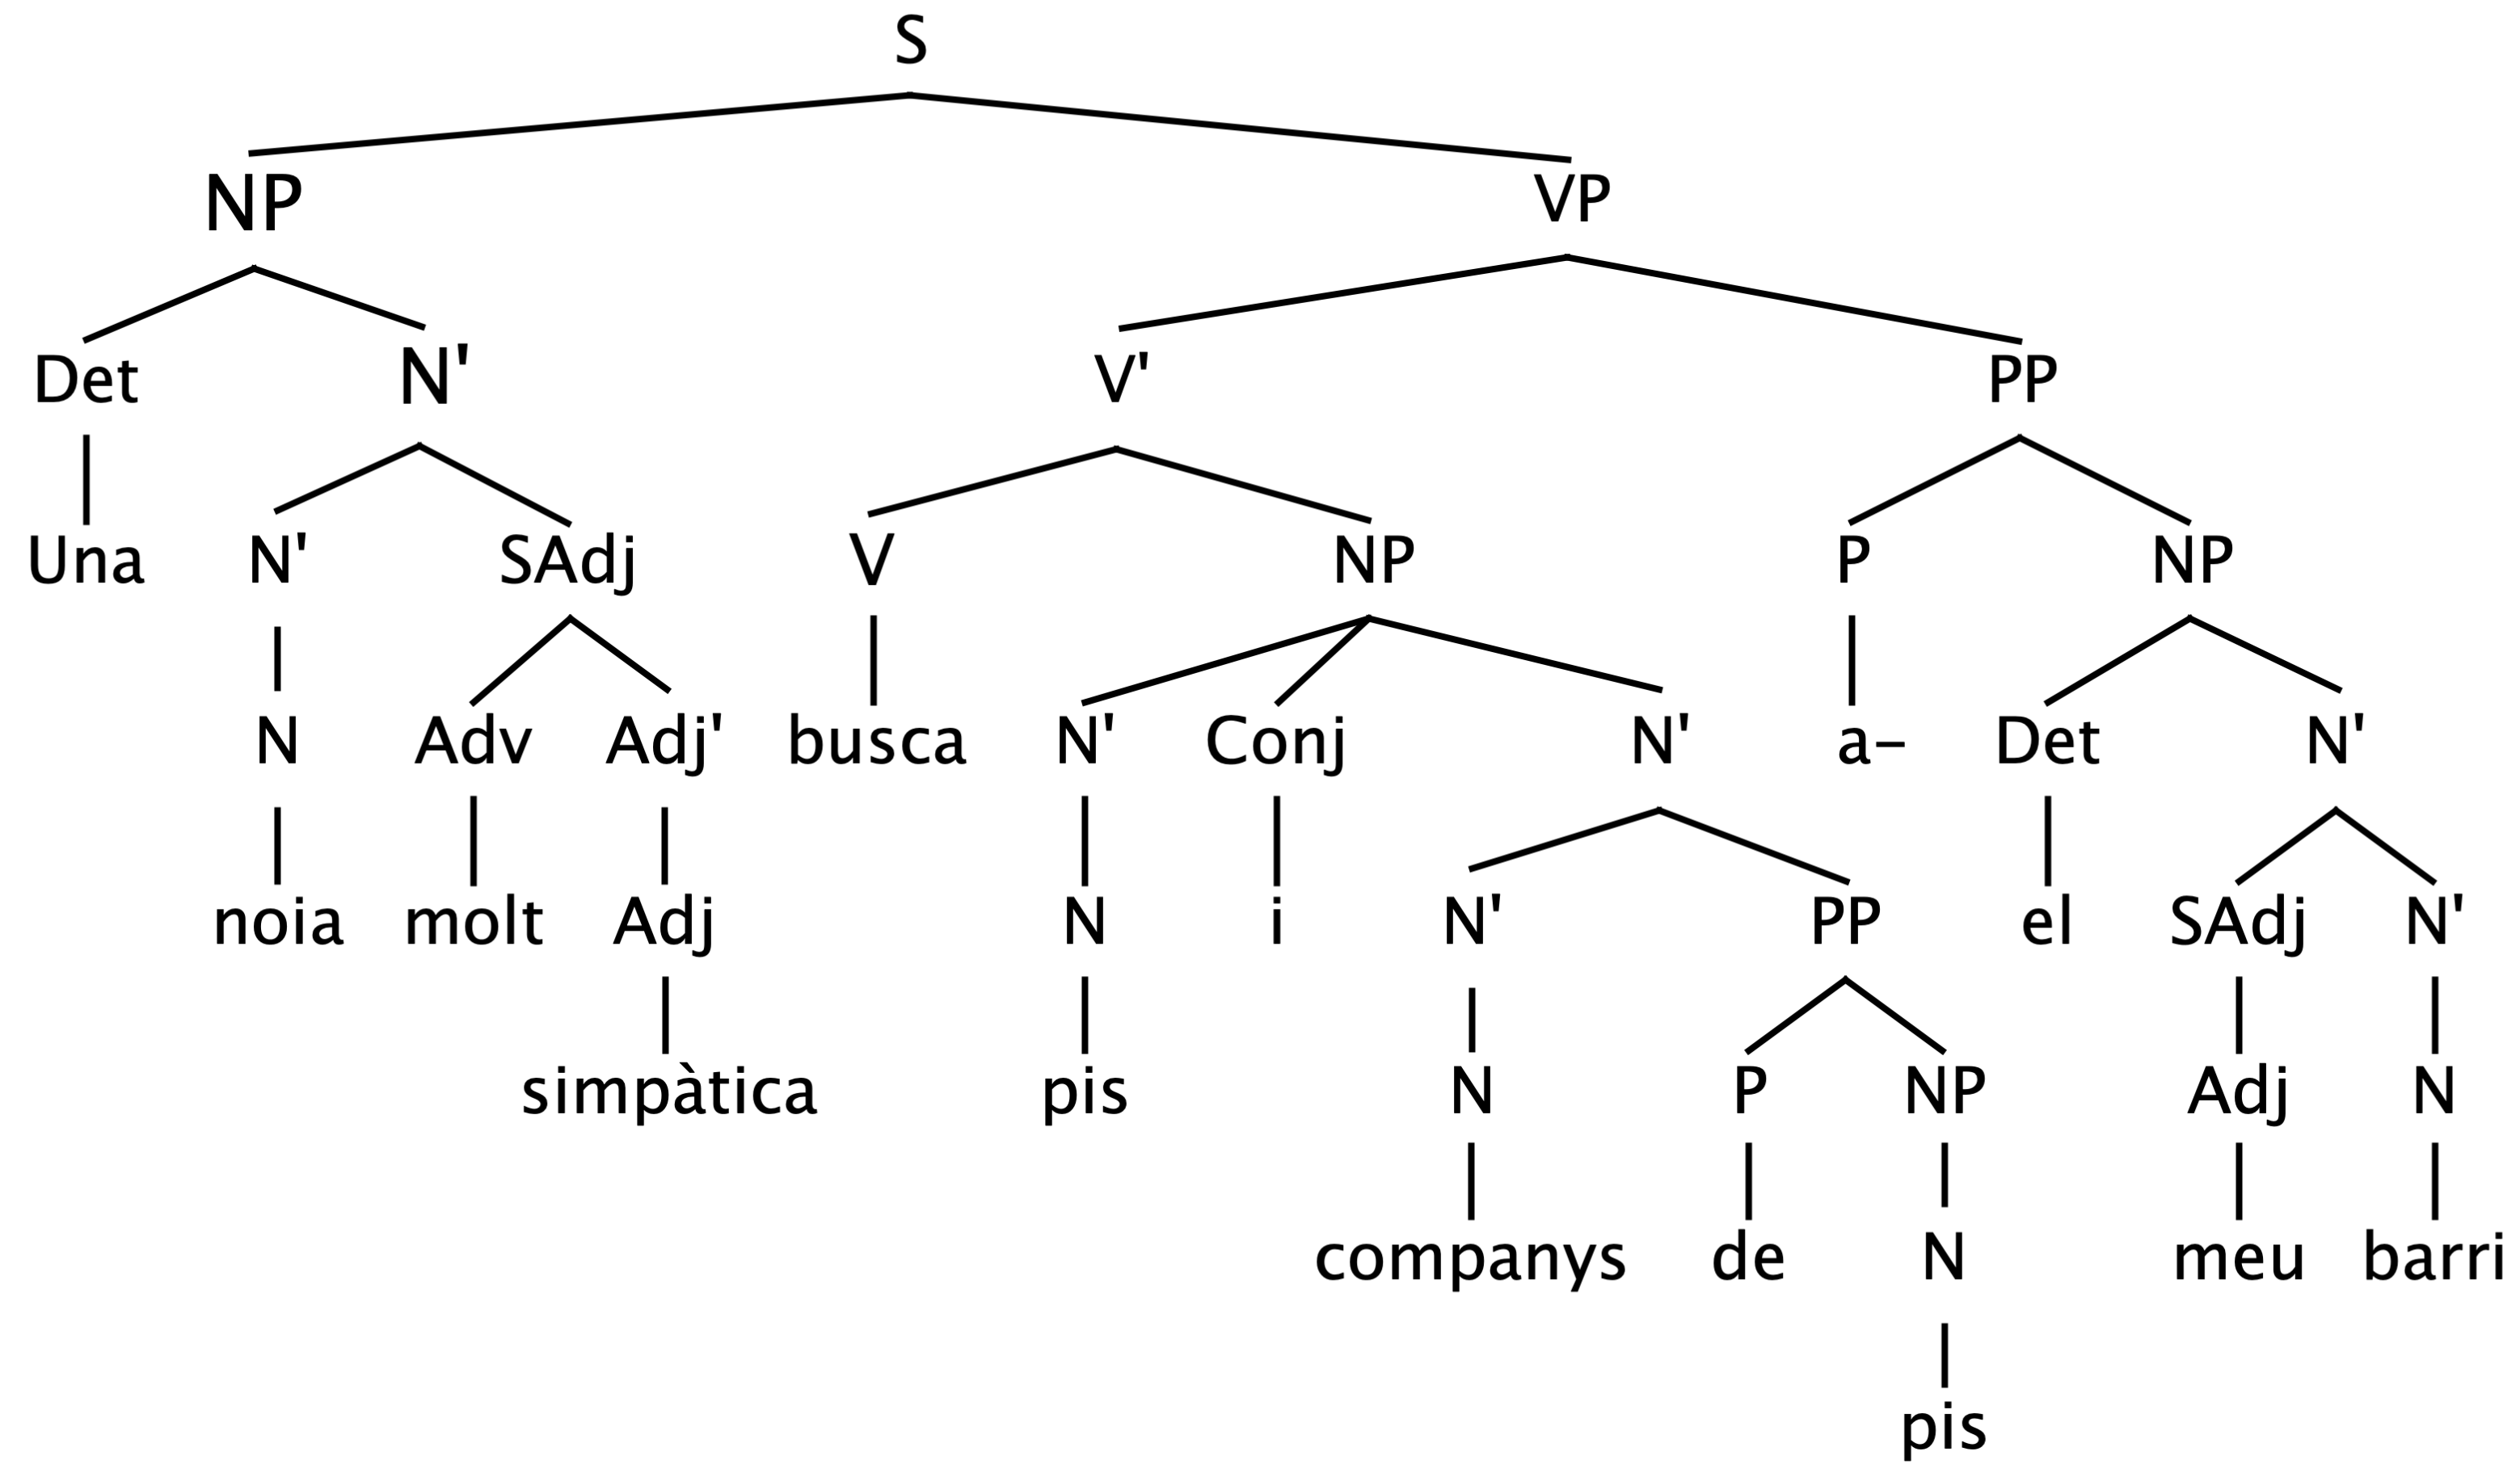 S
NP VP
Det N' V' PP
Una N' SAdj V NP P NP
N Adv Adj' busca N' Conj N' a- Det N'
noia molt Adj N i N' PP el SAdj N'
simpàtica pis N P NP Adj N
companys de N meu barri
pis